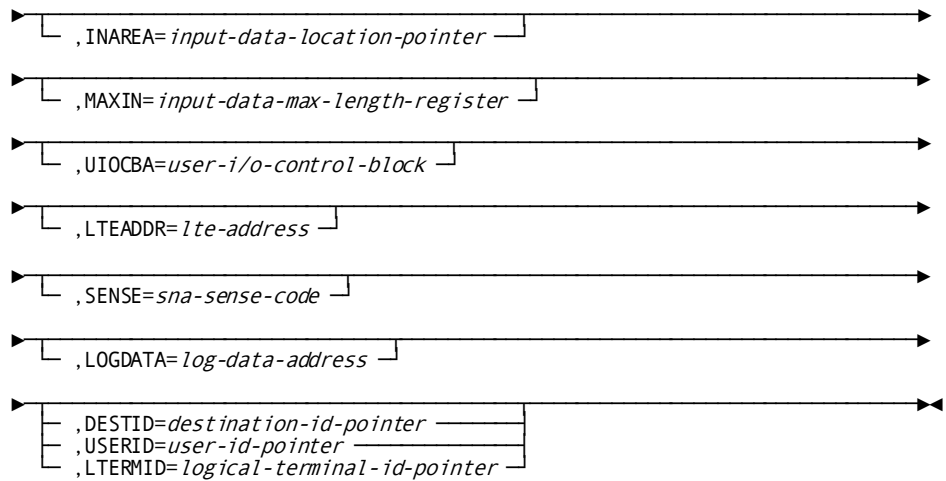 ,INAREA=input-data-location-pointer
,MAXIN=input-data-max-length-register
,UIOCBA=user-i/o-control-block
,LTEADDR=lte-address
,SENSE=sna-sense-code
,LOGDATA=log-data-address
,DESTID=destination-id-pointer
,USERID=user-id-pointer
,LTERMID=logical-terminal-id-pointer